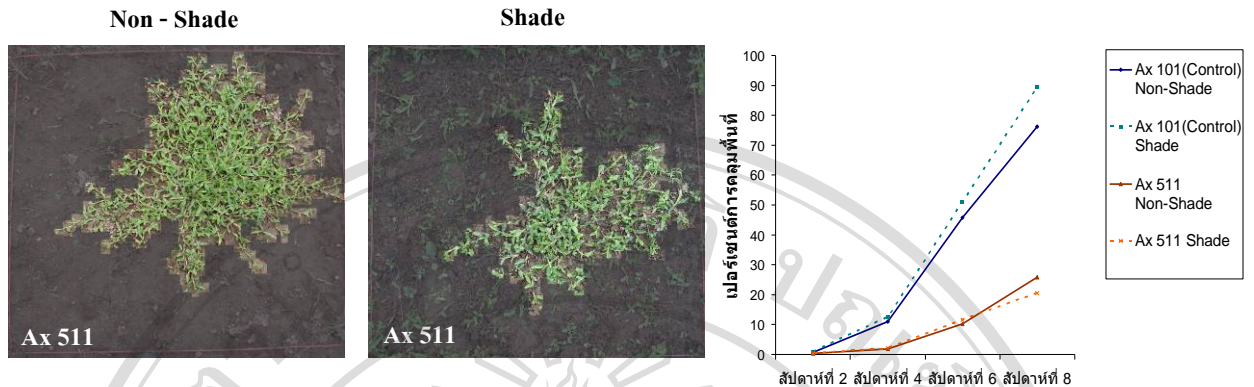 Non - Shade
Shade
Ax 511
Ax 511
เปอร์เซนต์การคลุมพื้นที่
100
90
80
70
60
50
40
30
20
10
0
สัปดาห์ที่ 2 สัปดาห์ที่ 4 สัปดาห์ที่ 6 สัปดาห์ที่ 8
Ax 101(Control)
Non-Shade
Ax 101(Control)
Shade
Ax 511
Non-Shade
Ax 511 Shade